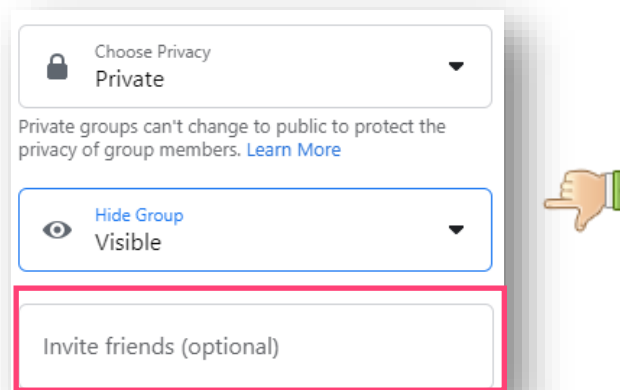 Choose Privacy
Private
Private groups can't change to public to protect the
privacy of group members. Learn More
Hide Group
Visible
Invite friends (optional)